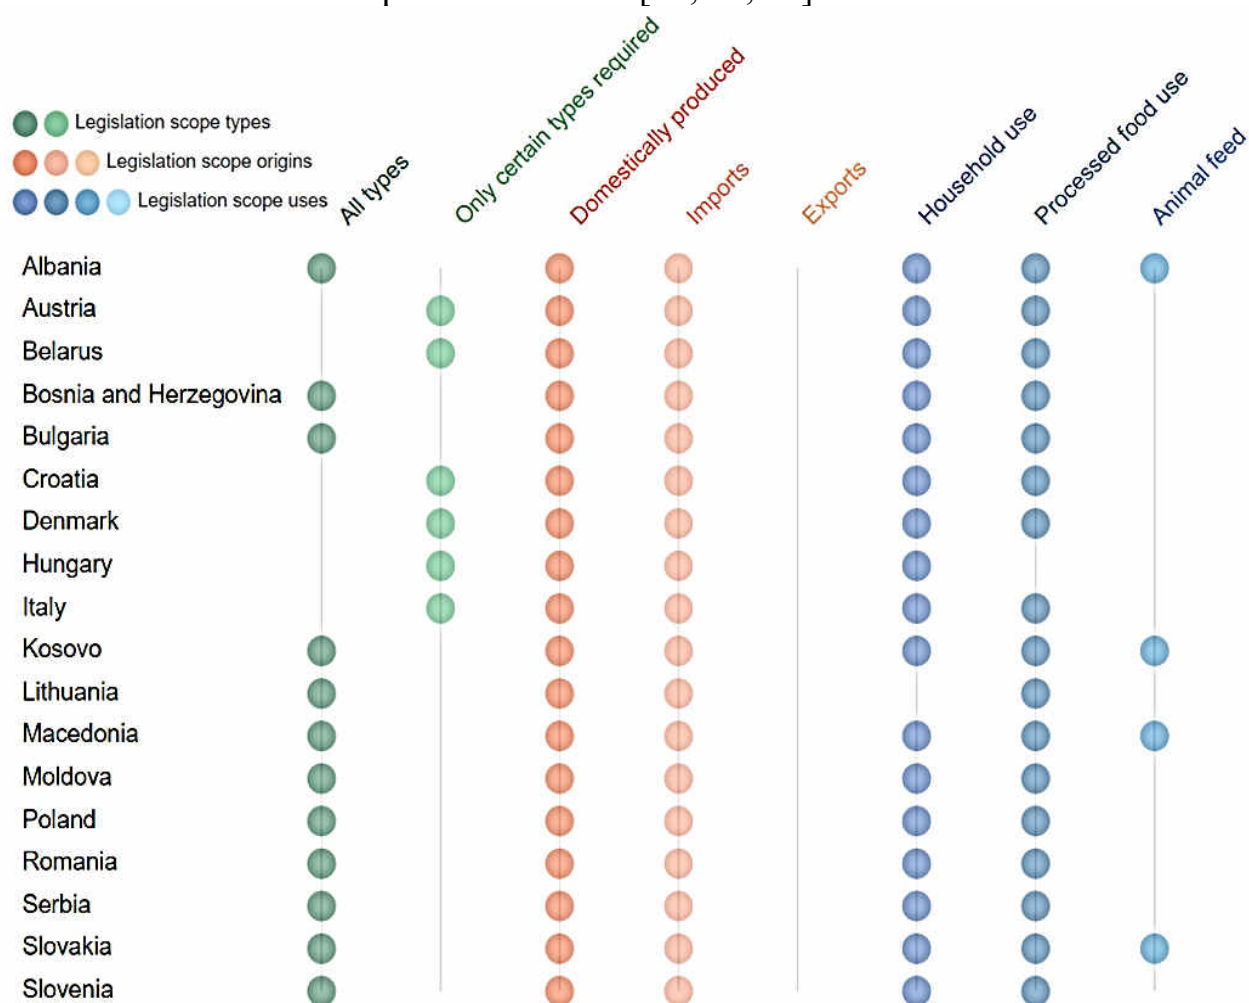 Legislation scope types
Legislation scope origins
Legislation scope uses
All types
Only certain types required
Domestically produced
Imports
Exports
Household use
Processed food use
Animal feed
Albania
Austria
Belarus
Bosnia and Herzegovina
Bulgaria
Croatia
Denmark
Hungary
Italy
Kosovo
Lithuania
Macedonia
Moldova
Poland
Romania
Serbia
Slovakia
Slovenia